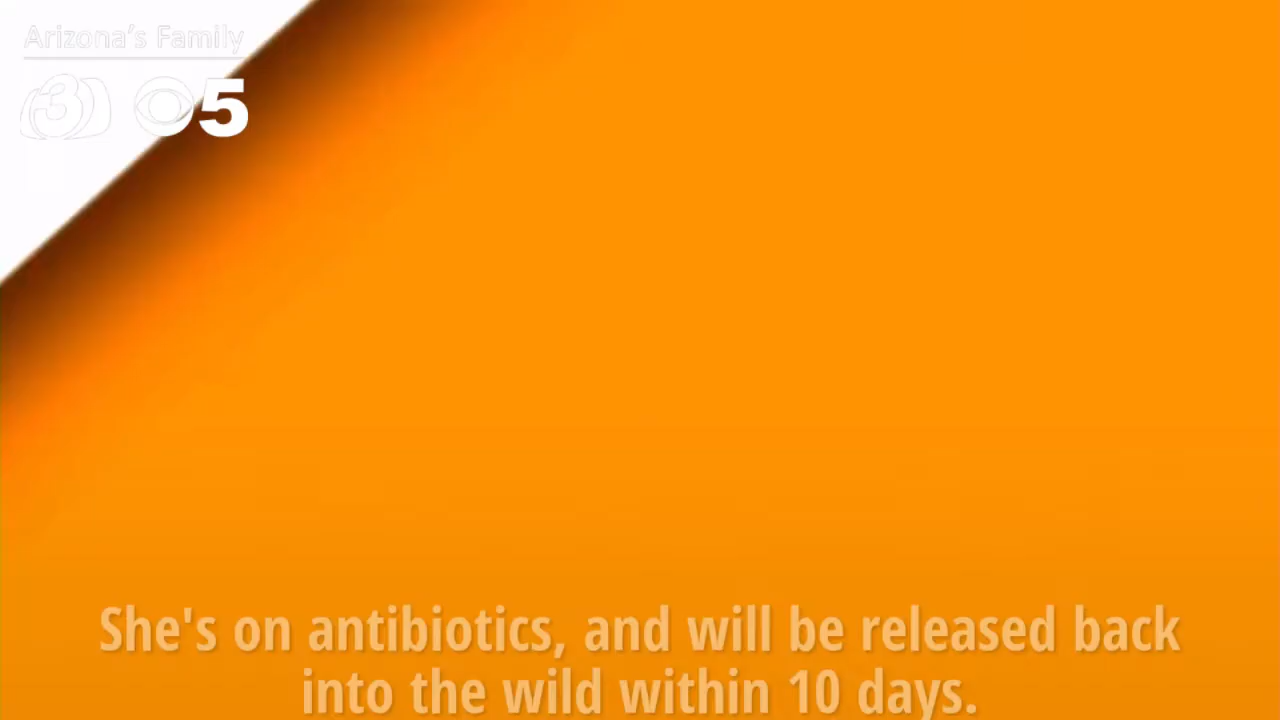 Arizona's Family
3 5
She's on antibiotics, and will be released back
into the wild within 10 days.